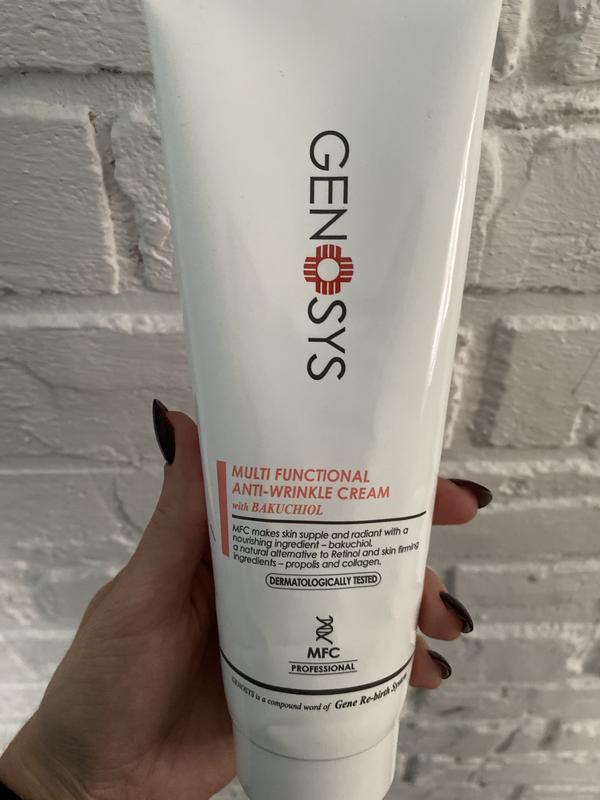 GENOSYS
MULTI FUNCTIONAL
ANTI-WRINKLE CREAM
with BAKUCHIOL
MFC makes skin supple and radiant with a
nourishing ingredient – bakuchiol,
a natural alternative to Retinol and skin firming
ingredients – propolis and collagen.
DERMATOLOGICALLY TESTED
MFC
PROFESSIONAL
GENOSYS is a compound word of Gene Re-birth System